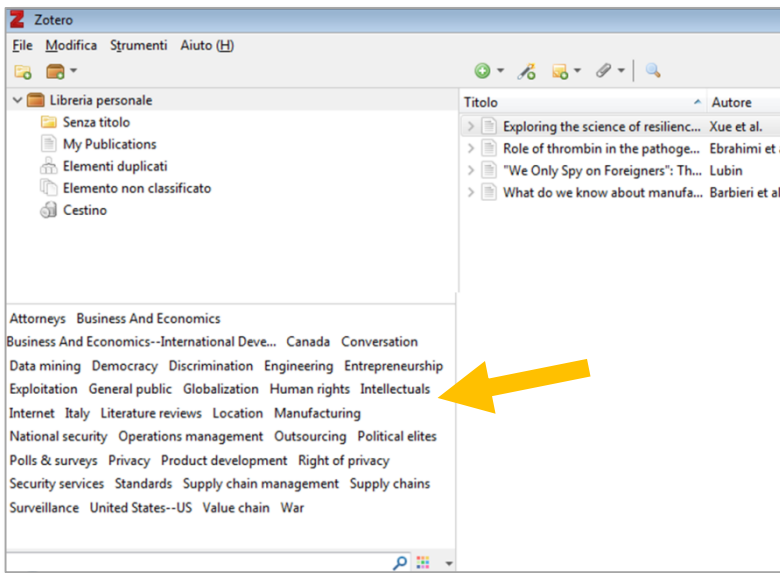 Zotero
File Modifica Strumenti Aiuto (H)
Libreria personale
Senza titolo
My Publications
Elementi duplicati
Elemento non classificato
Cestino
Titolo Autore
Exploring the science of resilienc... Xue et al.
Role of thrombin in the pathoge... Ebrahimi et
"We Only Spy on Foreigners": Th... Lubin
What do we know about manufa... Barbieri et al
Attorneys Business And Economics
Business And Economics--International Deve... Canada Conversation
Data mining Democracy Discrimination Engineering Entrepreneurship
Exploitation General public Globalization Human rights Intellectuals
Internet Italy Literature reviews Location Manufacturing
National security Operations management Outsourcing Political elites
Polls & surveys Privacy Product development Right of privacy
Security services Standards Supply chain management Supply chains
Surveillance United States--US Value chain War